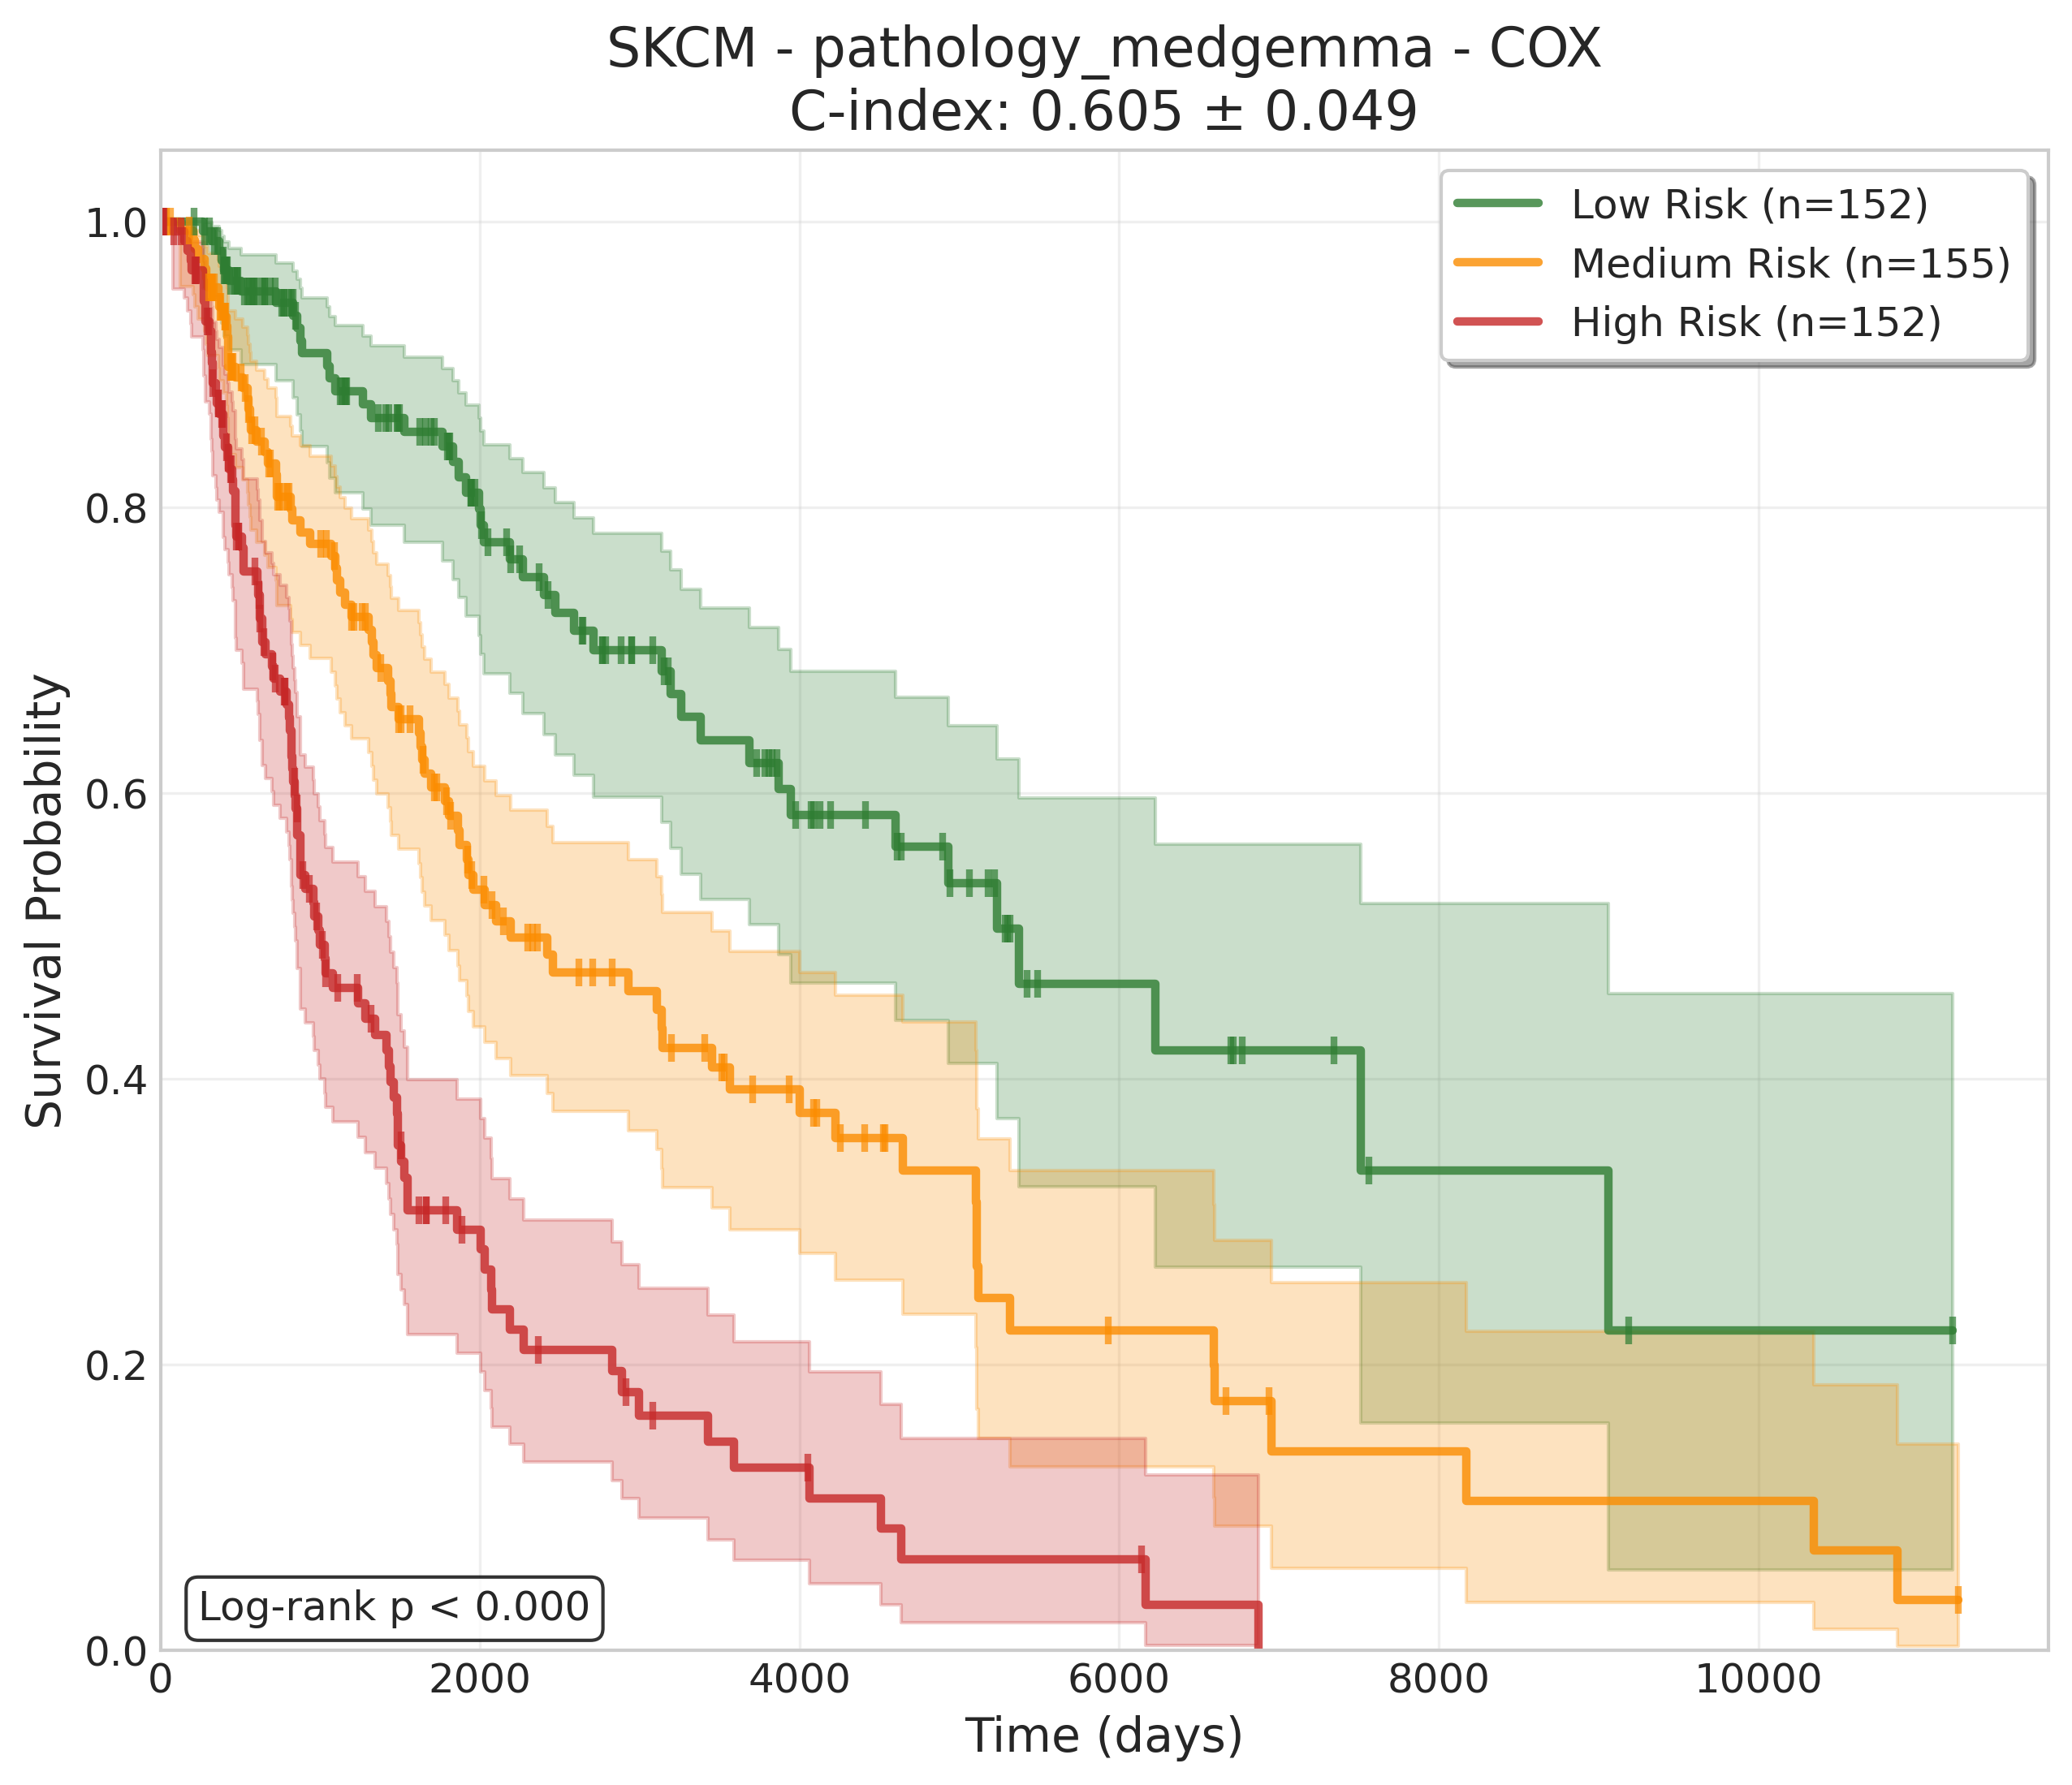 SKCM - pathology_medgemma - COX
C-index: 0.605 ± 0.049
Low Risk (n=152)
Medium Risk (n=155)
High Risk (n=152)
Survival Probability
1.0
0.8
0.6
0.4
0.2
0.0
Log-rank p < 0.000
0 2000 4000 6000 8000 10000
Time (days)